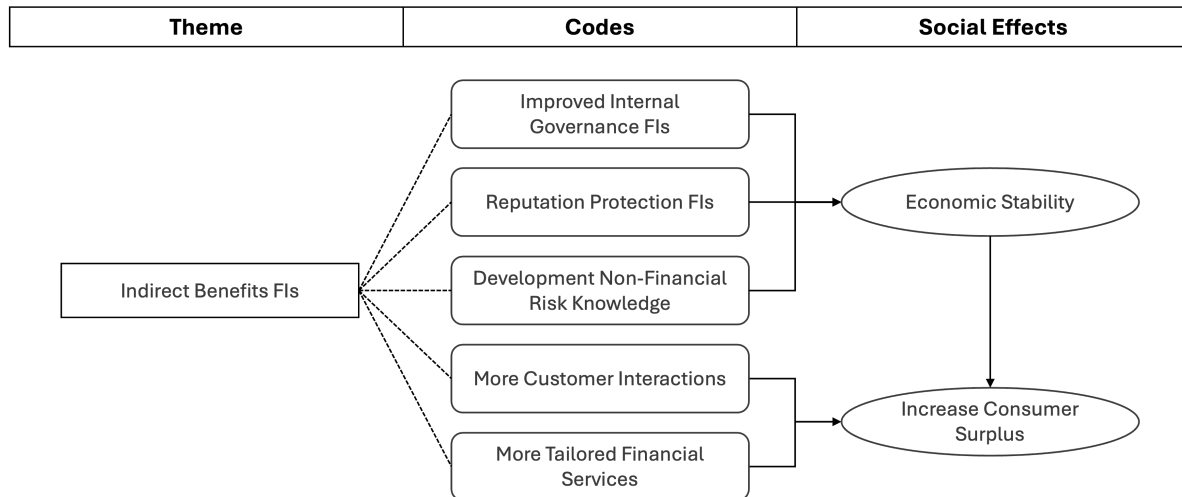 Theme
Codes
Social Effects
Improved Internal
Governance FIs
Reputation Protection FIs
Economic Stability
Indirect Benefits FIs
Development Non-Financial
Risk Knowledge
More Customer Interactions
Increase Consumer
Surplus
More Tailored Financial
Services